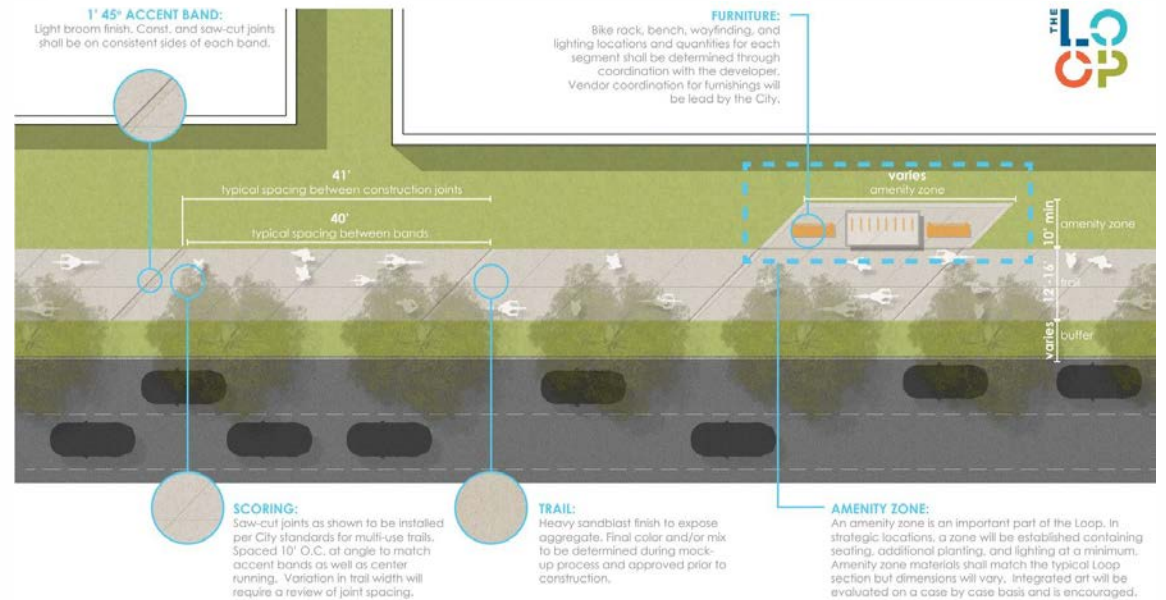 1' 45° ACCENT BAND:
Light broom finish. Const. and saw-cut joints
shall be on consistent sides of each band.
FURNITURE:
Bike rack, bench, wayfinding, and
lighting locations and quantities for each
segment shall be determined through
coordination with the developer.
Vendor coordination for furnishings will
be lead by the City.
THE
LOOP
41'
typical spacing between construction joints
40'
typical spacing between bands
varies
amenity zone
10' min
amenity zone
12'-16'
trail
varies
buffer
SCORING:
Saw-cut joints as shown to be installed
per City standards for multi-use trails.
Spaced 10' O.C. at angle to match
accent bands as well as center
running. Variation in trail width will
require a review of joint spacing.
TRAIL:
Heavy sandblast finish to expose
aggregate. Final color and/or mix
to be determined during mock-
up process and approved prior to
construction.
AMENITY ZONE:
An amenity zone is an important part of the Loop. In
strategic locations, a zone will be established containing
seating, additional planting, and lighting at a minimum.
Amenity zone materials shall match the typical Loop
section but dimensions will vary. Integrated art will be
evaluated on a case by case basis and is encouraged.